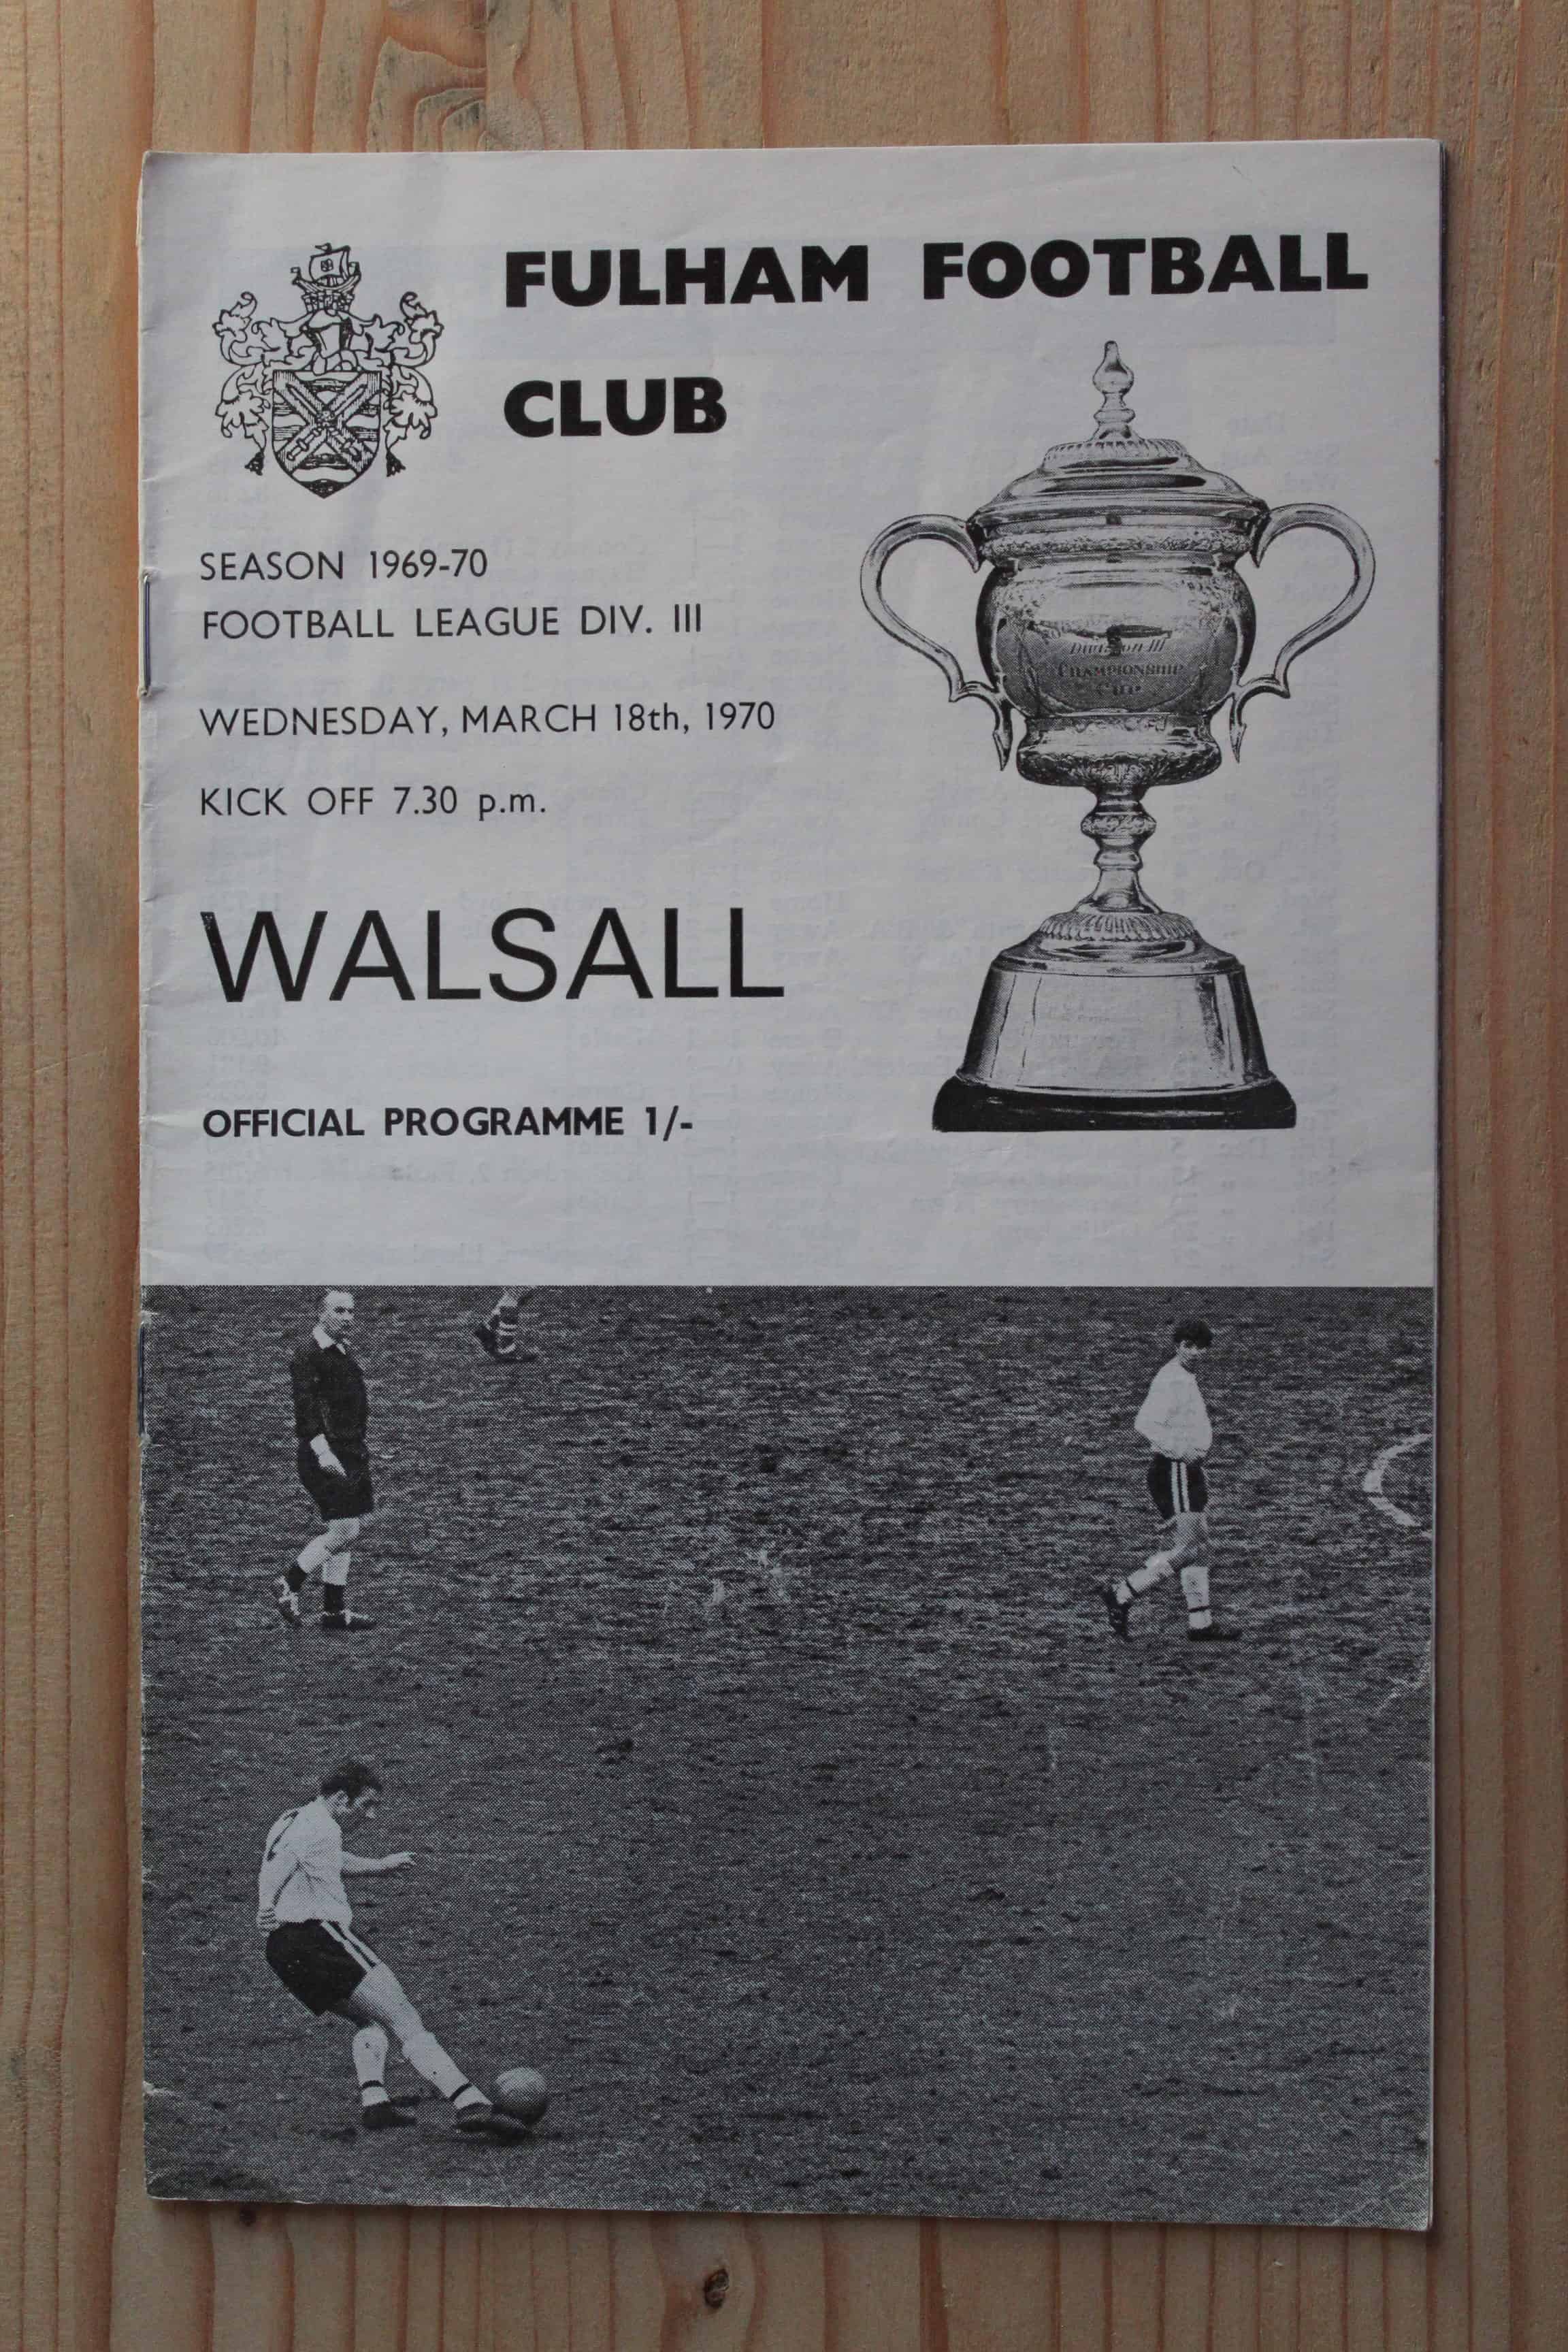 FULHAM FOOTBALL
CLUB
SEASON 1969-70
FOOTBALL LEAGUE DIV. III
WEDNESDAY, MARCH 18th, 1970
KICK OFF 7.30 p.m.
WALSALL
OFFICIAL PROGRAMME 1/-
Division III
CHAMPIONSHIP
CUP
2